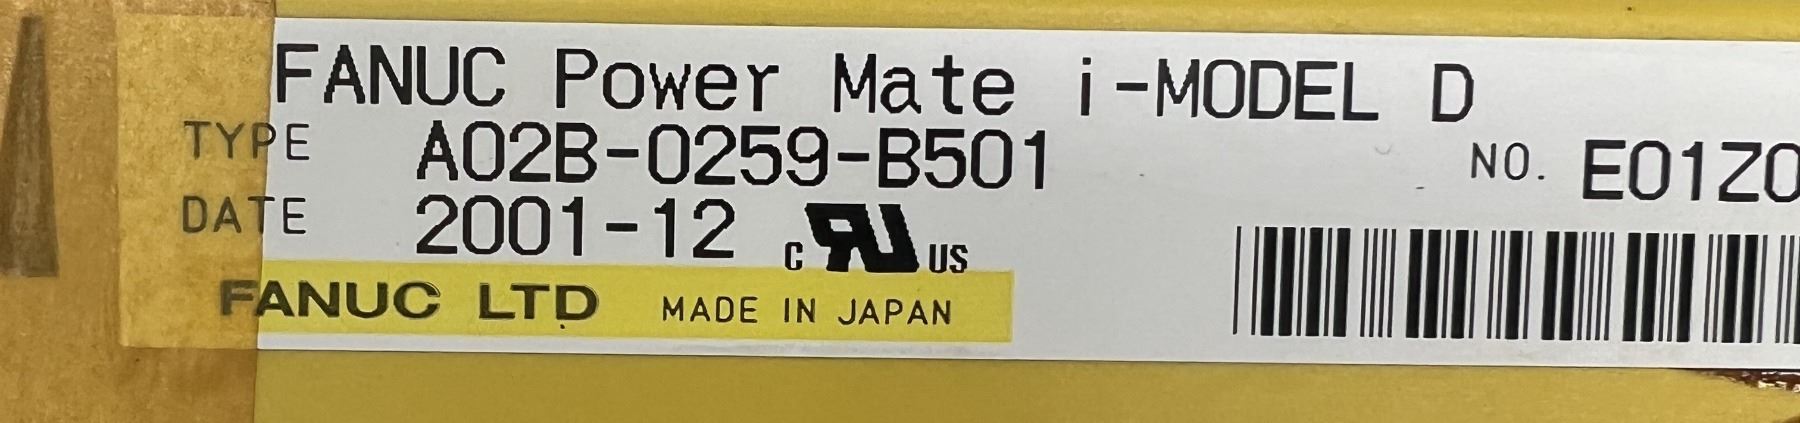 FANUC Power Mate i-MODEL D
TYPE A02B-0259-B501
NO. E01Z0
DATE 2001-12 c RU US
FANUC LTD MADE IN JAPAN